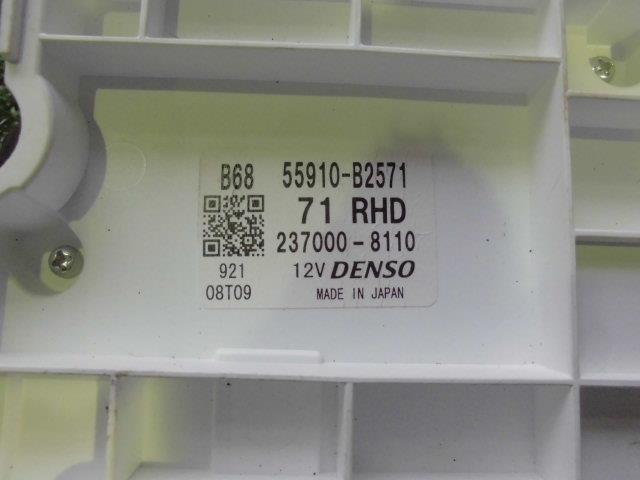 B68 55910-B2571
71 RHD
237000-8110
921 12V DENSO
08T09 MADE IN JAPAN